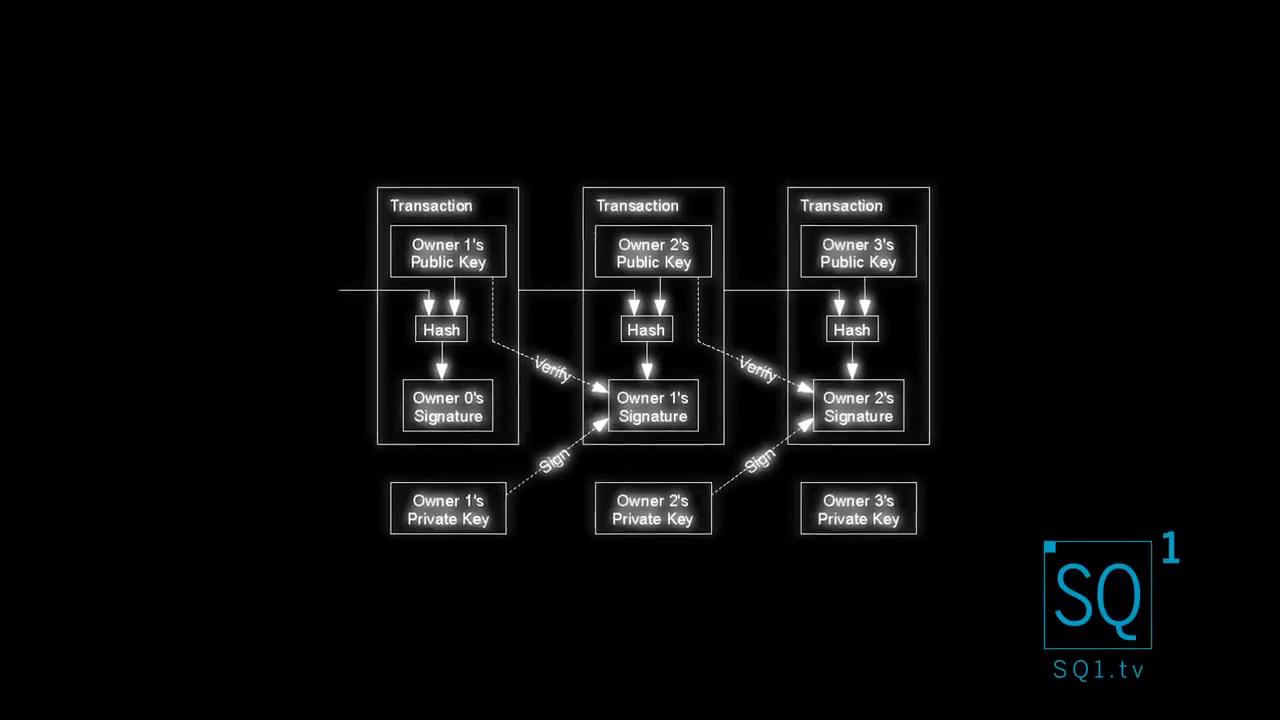 Transaction
Transaction
Transaction
Owner 1's
Public Key
Owner 2's
Public Key
Owner 3's
Public Key
Hash
Hash
Hash
Verify
Verify
Owner 0's
Signature
Owner 1's
Signature
Owner 2's
Signature
Sign
Sign
Owner 1's
Private Key
Owner 2's
Private Key
Owner 3's
Private Key
SQ1
SQ1.tv